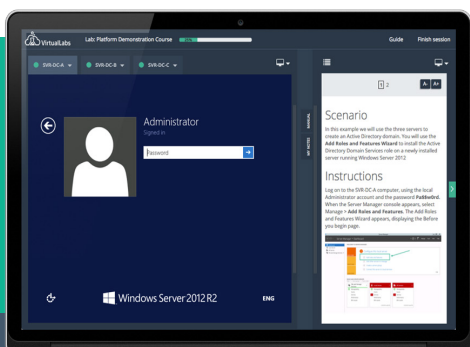 VirtualLabs
Lab: Platform Demonstration Course
Guide
Finish session
SVR-DC-A
SVR-DC-B
SVR-DC-C
Administrator
Signed in
Password
Windows Server 2012 R2
ENG
MANUAL
MY NOTES
1 2
A- A+
Scenario
In this example we will use the three servers to
create an Active Directory domain. You will use the
Add Roles and Features Wizard to install the Active
Directory Domain Services role on a newly installed
server running Windows Server 2012
Instructions
Log on to the SVR-DC-A computer, using the local
Administrator account and the password Pa$$w0rd.
When the Server Manager console appears, select
Manage > Add Roles and Features. The Add Roles
and Features Wizard appears, displaying the Before
you begin page.